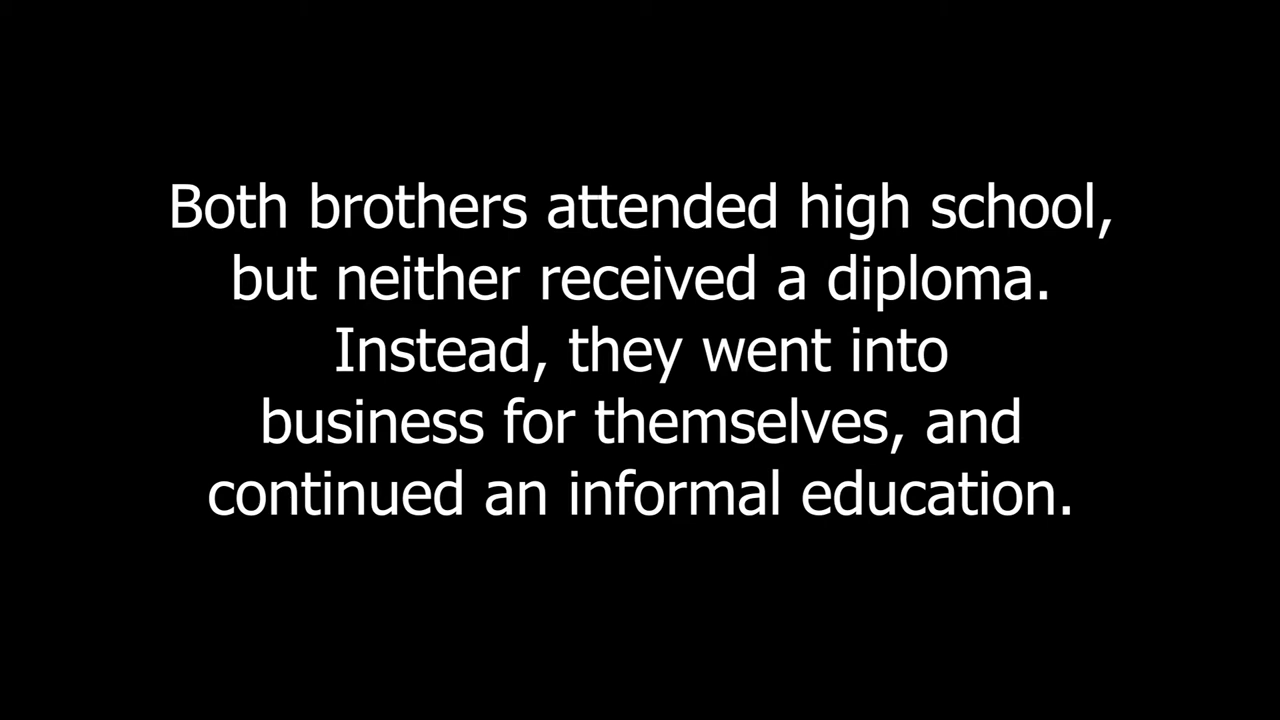 Both brothers attended high school,
but neither received a diploma.
Instead, they went into
business for themselves, and
continued an informal education.